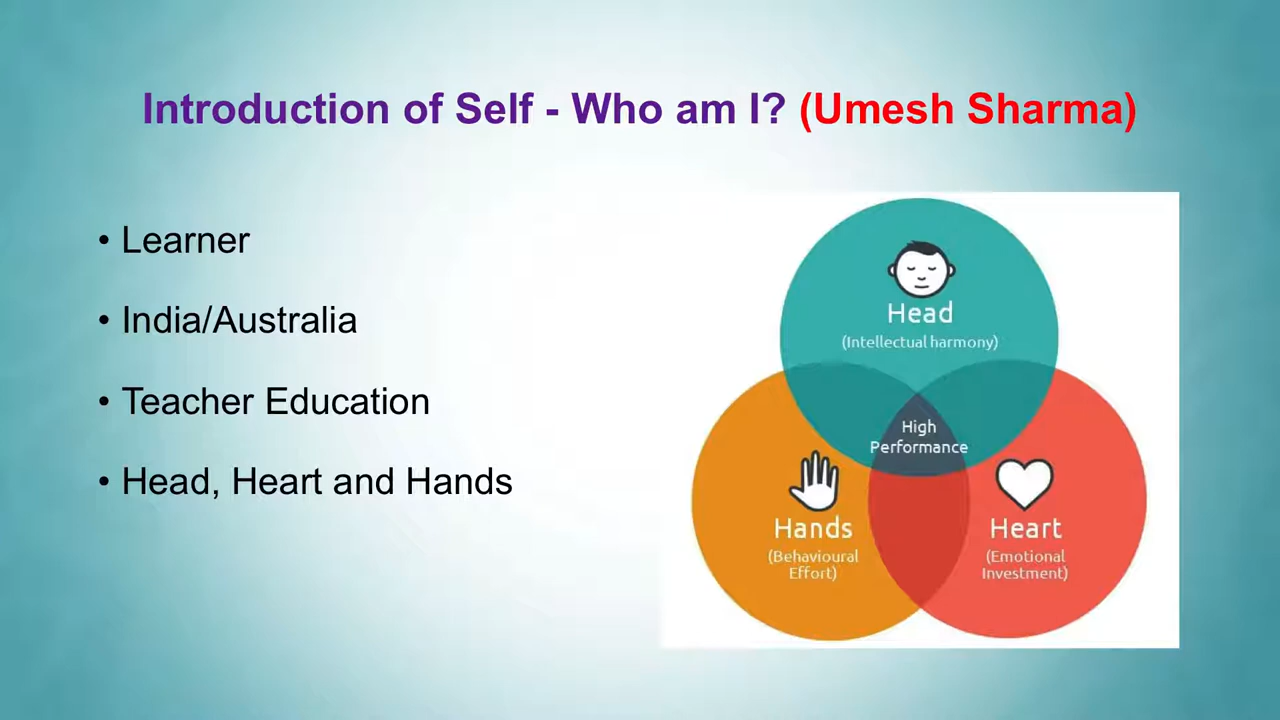 Introduction of Self - Who am I? (Umesh Sharma)
• Learner
• India/Australia
• Teacher Education
• Head, Heart and Hands
Head
(Intellectual harmony)
High
Performance
Hands
(Behavioural
Effort)
Heart
(Emotional
Investment)